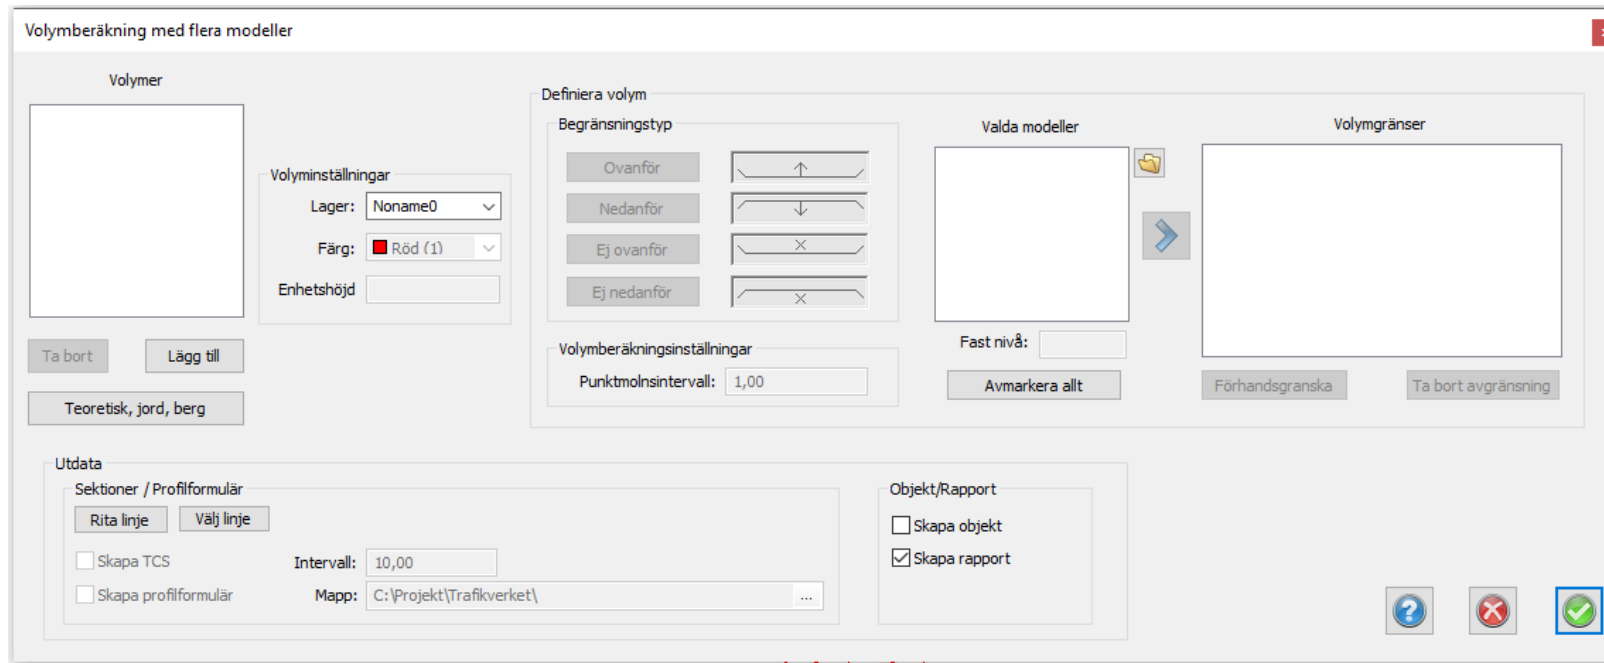 Volymberäkning med flera modeller
Volymer
Volyminställningar
Lager: Noname0
Färg: Röd (1)
Enhetshöjd
Ta bort
Lägg till
Teoretisk, jord, berg
Definiera volym
Begränsningstyp
Ovanför
Nedanför
Ej ovanför
Ej nedanför
Volymberäkningsinställningar
Punktmolnsintervall: 1,00
Valda modeller
Fast nivå:
Avmarkera allt
Volymgränser
Förhandsgranska
Ta bort avgränsning
Utdata
Sektioner / Profilformulär
Rita linje
Välj linje
Skapa TCS
Intervall: 10,00
Skapa profilformulär
Mapp: C:\Projekt\Trafikverket\
...
Objekt/Rapport
Skapa objekt
Skapa rapport